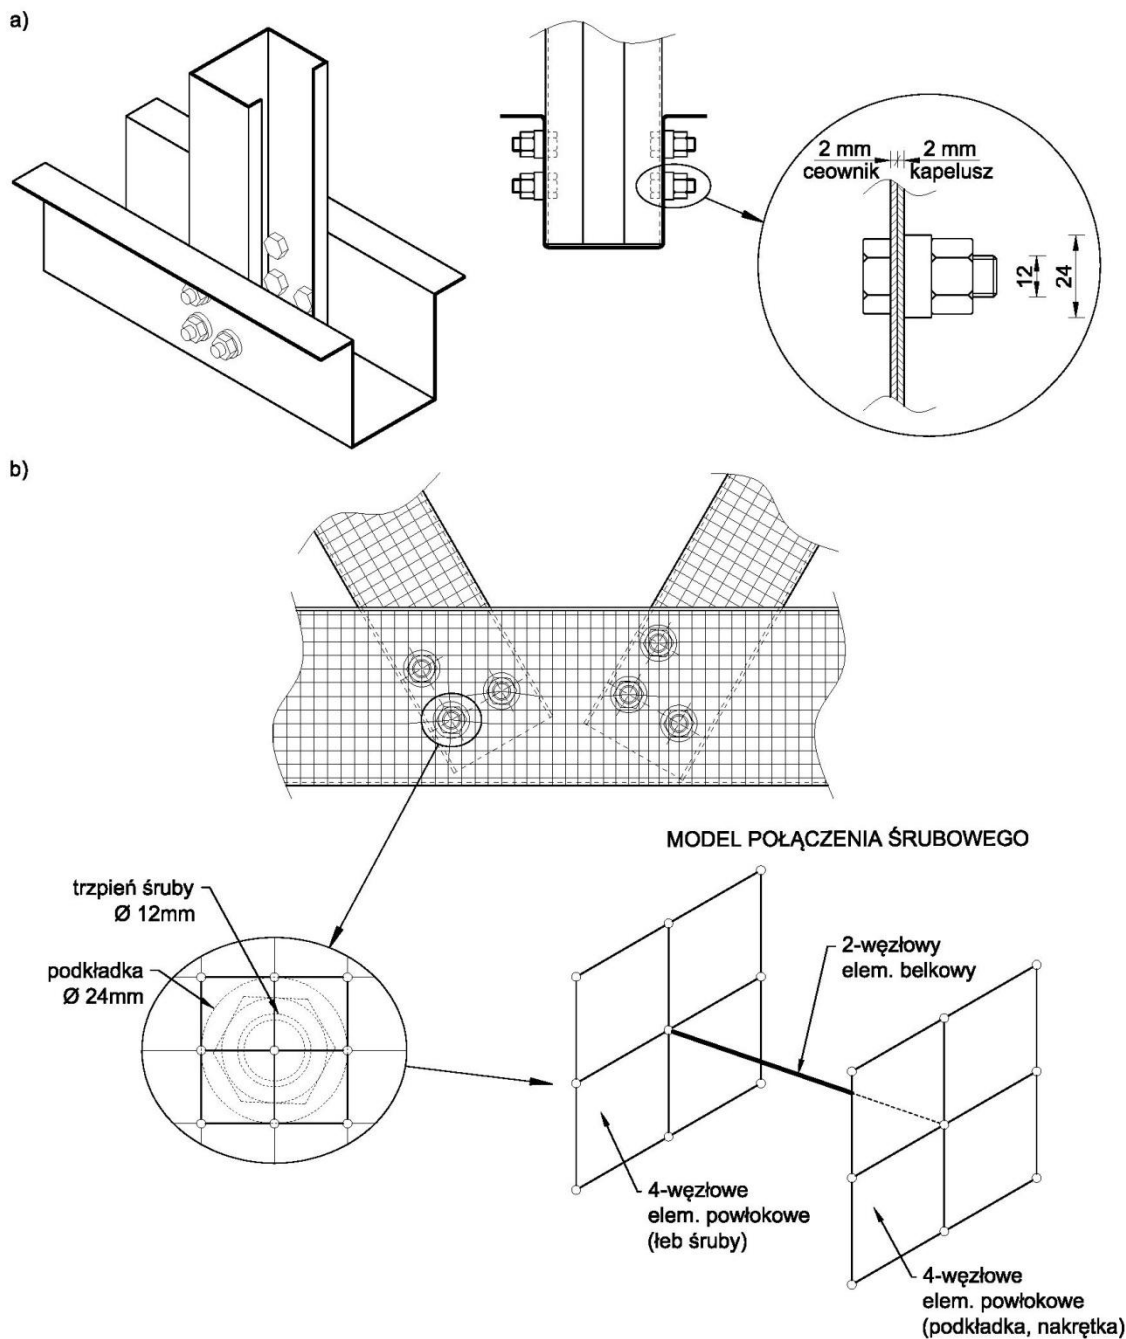 a)
2 mm
ceownik
2 mm
kapelusz
12
24
b)
MODEL POŁĄCZENIA ŚRUBOWEGO
trzpień śruby
Ø 12mm
podkładka
Ø 24mm
2-węzłowy
elem. belkowy
4-węzłowe
elem. powłokowe
(łeb śruby)
4-węzłowe
elem. powłokowe
(podkładka, nakrętka)